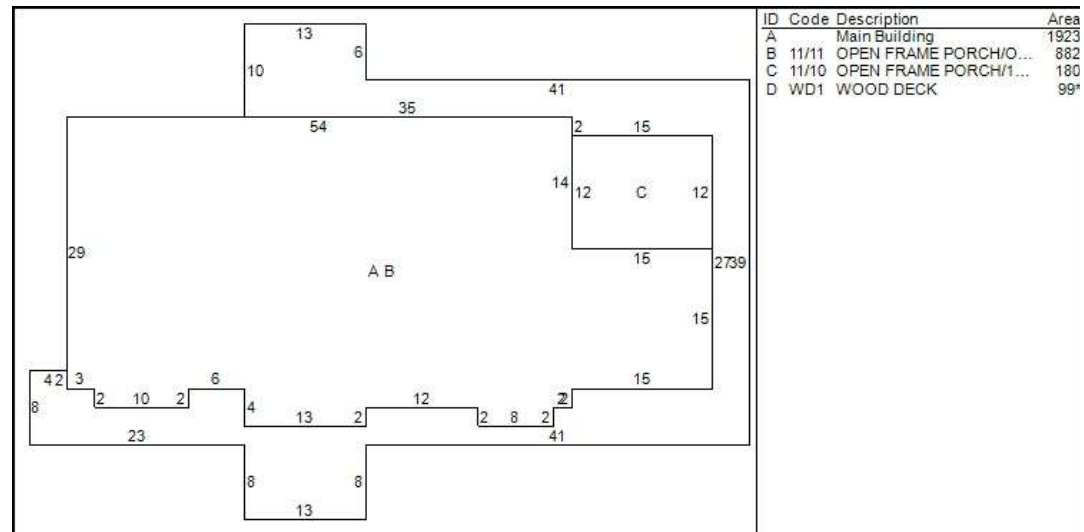 ID Code Description Area
A Main Building 1923
B 11/11 OPEN FRAME PORCH/O... 882
C 11/10 OPEN FRAME PORCH/1... 180
D WD1 WOOD DECK 99*
13
6
10
41
35
54
2 15
14 12 C 12
29
15
A B
27 39
15
4 2 3 6 15
2 10 2 4 12 2 2
8 13 2 2 8 2
23 41
8 8
13